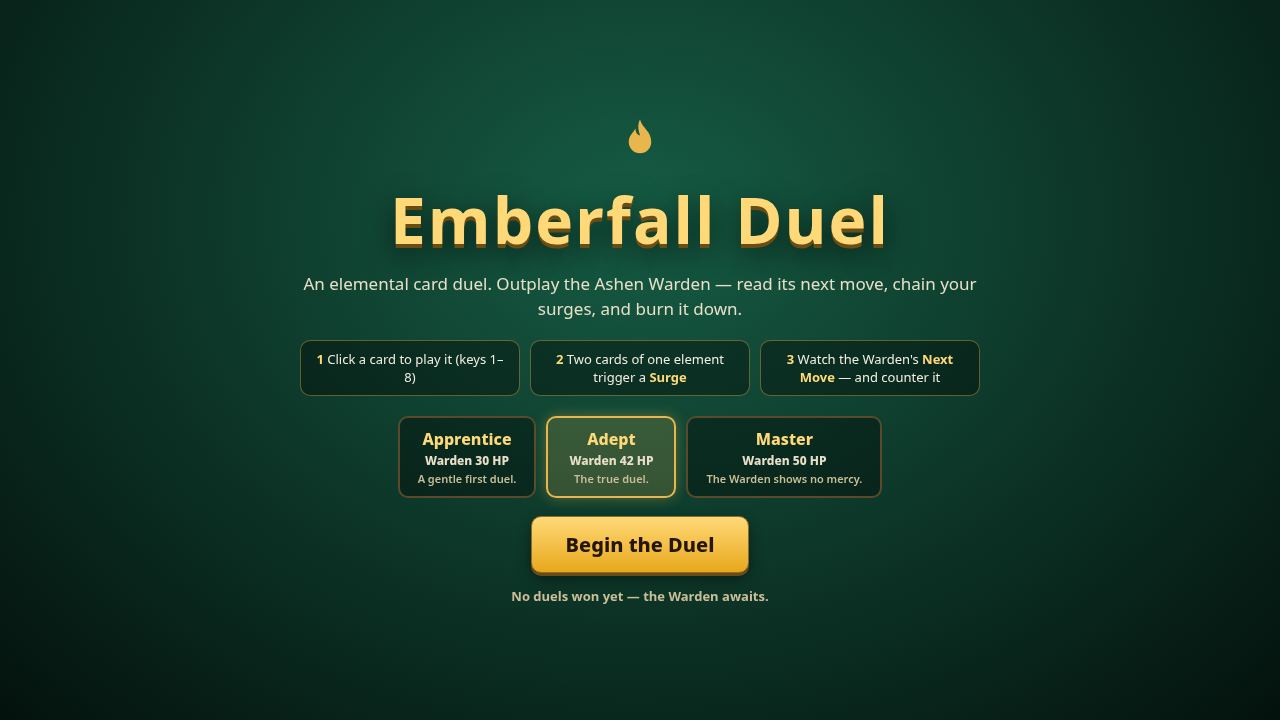 Emberfall Duel
An elemental card duel. Outplay the Ashen Warden — read its next move, chain your
surges, and burn it down.
1 Click a card to play it (keys 1–
8)
2 Two cards of one element
trigger a Surge
3 Watch the Warden's Next
Move — and counter it
Apprentice
Warden 30 HP
A gentle first duel.
Adept
Warden 42 HP
The true duel.
Master
Warden 50 HP
The Warden shows no mercy.
Begin the Duel
No duels won yet — the Warden awaits.